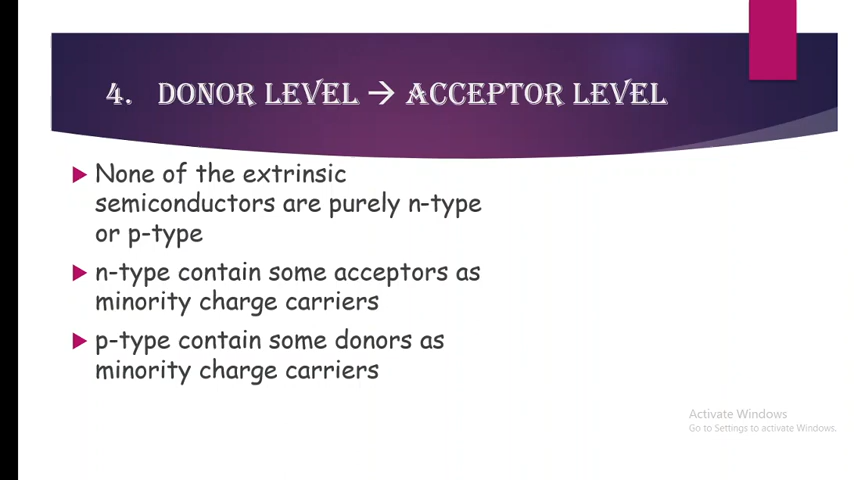 4. DONOR LEVEL → ACCEPTOR LEVEL
None of the extrinsic
semiconductors are purely n-type
or p-type
n-type contain some acceptors as
minority charge carriers
p-type contain some donors as
minority charge carriers
Activate Windows
Go to Settings to activate Windows.